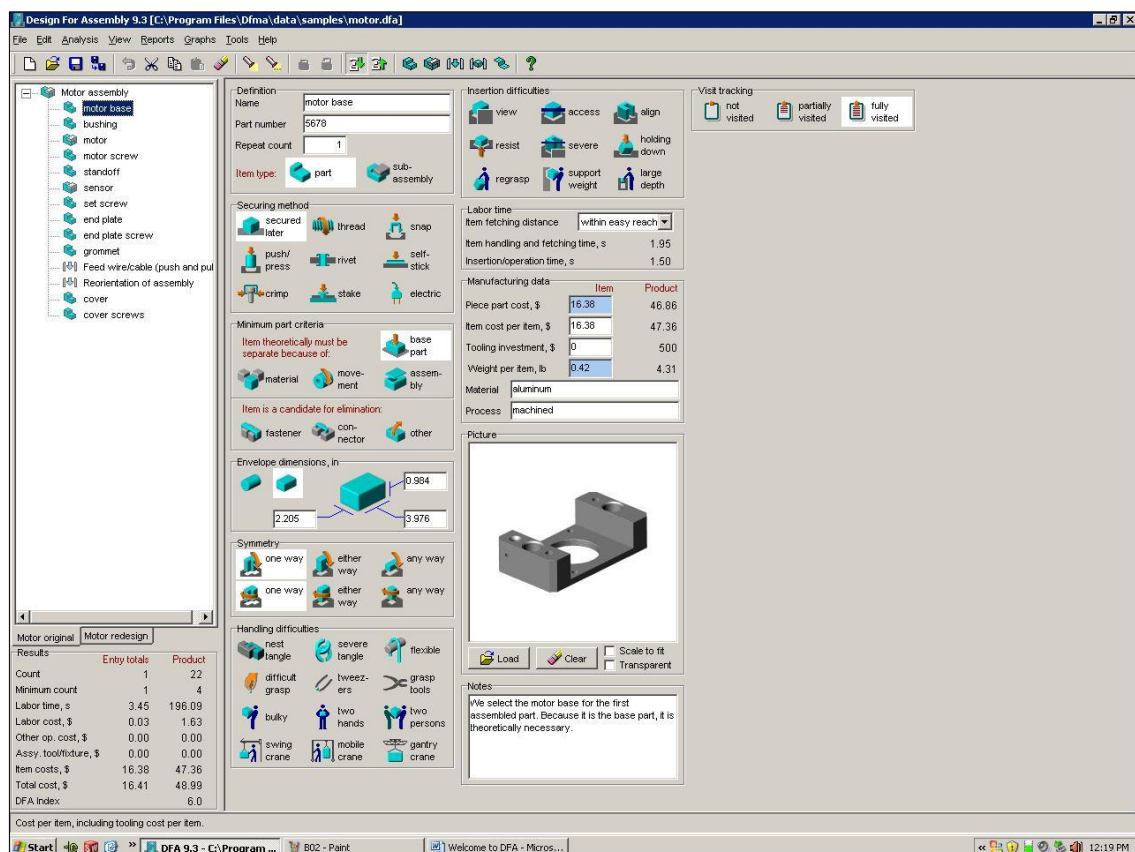 Design For Assembly 9.3 [C:\Program Files\Dfma\data\samples\motor.dfa]
File Edit Analysis View Reports Graphs Tools Help
Motor assembly
motor base
bushing
motor
motor screw
standoff
sensor
set screw
end plate
end plate screw
grommet
Feed wire/cable (push and pul
Reorientation of assembly
cover
cover screws
Motor original Motor redesign
Results
Entry totals Product
Count 1 22
Minimum count 1 4
Labor time, s 3.45 196.09
Labor cost, $ 0.03 1.63
Other op. cost, $ 0.00 0.00
Assy. tool/fixture, $ 0.00 0.00
Item costs, $ 16.38 47.36
Total cost, $ 16.41 48.99
DFA Index 6.0
Definition
Name motor base
Part number 5678
Repeat count 1
Item type: part sub-assembly
Securing method
secured later thread snap
push/press rivet self-stick
crimp stake electric
Minimum part criteria
Item theoretically must be
separate because of:
base part
material move-ment assem-bly
Item is a candidate for elimination:
fastener con-nector other
Envelope dimensions, in
0.984
2.205 3.976
Symmetry
one way either way any way
one way either way any way
Handling difficulties
nest tangle severe tangle flexible
difficult grasp tweez-ers grasp tools
bulky two hands two persons
swing crane mobile crane gantry crane
Insertion difficulties
view access align
resist severe holding down
regrasp support weight large depth
Labor time
Item fetching distance within easy reach
Item handling and fetching time, s 1.95
Insertion/operation time, s 1.50
Manufacturing data
Item Product
Piece part cost, $ 16.38 46.86
Item cost per item, $ 16.38 47.36
Tooling investment, $ 0 500
Weight per item, lb 0.42 4.31
Material aluminum
Process machined
Picture
Load Clear Scale to fit
Transparent
Notes
We select the motor base for the first
assembled part. Because it is the base part, it is
theoretically necessary.
Visit tracking
not visited partially visited fully visited
Cost per item, including tooling cost per item.
Start » DFA 9.3 - C:\Program ... B02 - Paint Welcome to DFA - Micros... « 12:19 PM